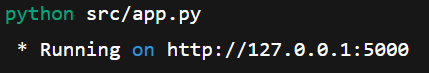 python src/app.py
* Running on http://127.0.0.1:5000